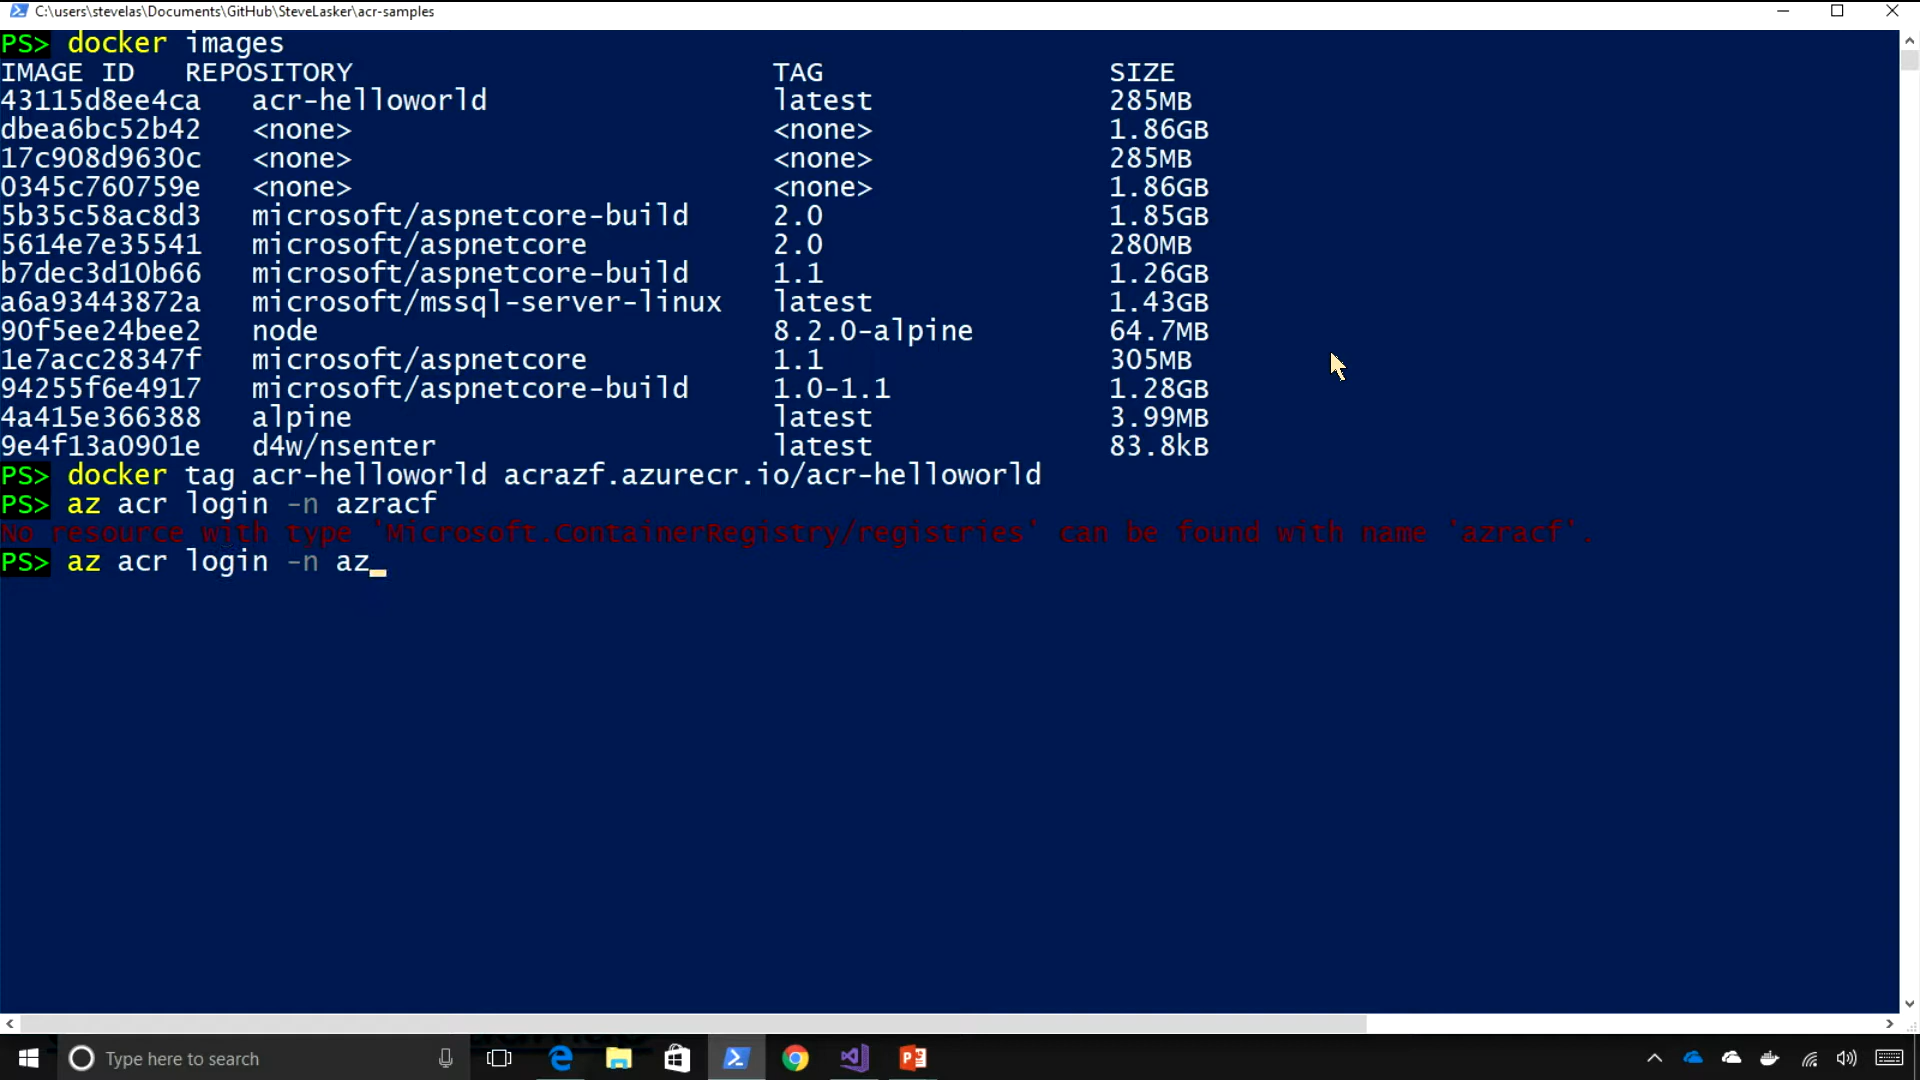 C:\users\stevelas\Documents\GitHub\SteveLasker\acr-samples
PS> docker images
IMAGE ID REPOSITORY TAG SIZE
43115d8ee4ca acr-helloworld latest 285MB
dbea6bc52b42 <none> <none> 1.86GB
17c908d9630c <none> <none> 285MB
0345c760759e <none> <none> 1.86GB
5b35c58ac8d3 microsoft/aspnetcore-build 2.0 1.85GB
5614e7e35541 microsoft/aspnetcore 2.0 280MB
b7dec3d10b66 microsoft/aspnetcore-build 1.1 1.26GB
a6a93443872a microsoft/mssql-server-linux latest 1.43GB
90f5ee24bee2 node 8.2.0-alpine 64.7MB
1e7acc28347f microsoft/aspnetcore 1.1 305MB
94255f6e4917 microsoft/aspnetcore-build 1.0-1.1 1.28GB
4a415e366388 alpine latest 3.99MB
9e4f13a0901e d4w/nsenter latest 83.8kB
PS> docker tag acr-helloworld acrazf.azurecr.io/acr-helloworld
PS> az acr login -n azracf
No resource with type 'Microsoft.ContainerRegistry/registries' can be found with name 'azracf'.
PS> az acr login -n az_
Type here to search